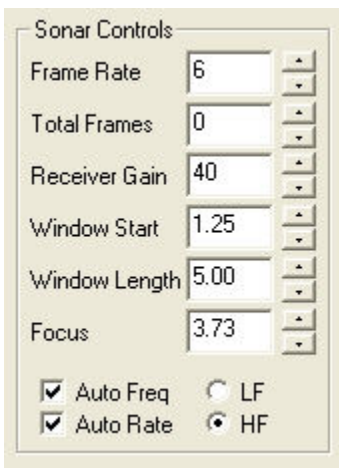 Sonar Controls
Frame Rate 6
Total Frames 0
Receiver Gain 40
Window Start 1.25
Window Length 5.00
Focus 3.73
Auto Freq LF
Auto Rate HF